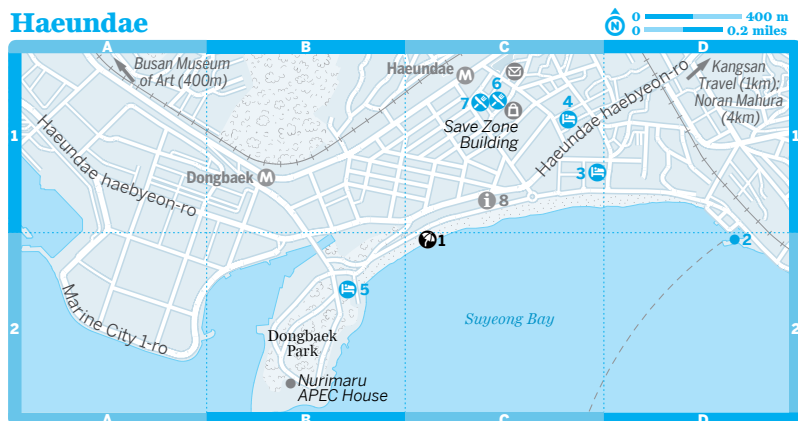 Haeundae
N
0 400 m
0 0.2 miles
A
B
C
D
Busan Museum
of Art (400m)
Haeundae
M
Kangsan
Travel (1km);
Noran Mahura
(4km)
6
7
4
Save Zone
Building
Haeundae haebyeon-ro
1
1
Haeundae haebyeon-ro
Dongbaek
M
3
i
8
1
2
5
Suyeong Bay
Marine City 1-ro
2
2
Dongbaek
Park
Nurimaru
APEC House
A
B
C
D